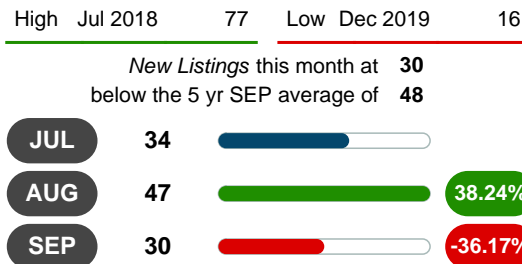 High Jul 2018 77 Low Dec 2019 16
New Listings this month at 30
below the 5 yr SEP average of 48
JUL 34
AUG 47 38.24%
SEP 30 -36.17%